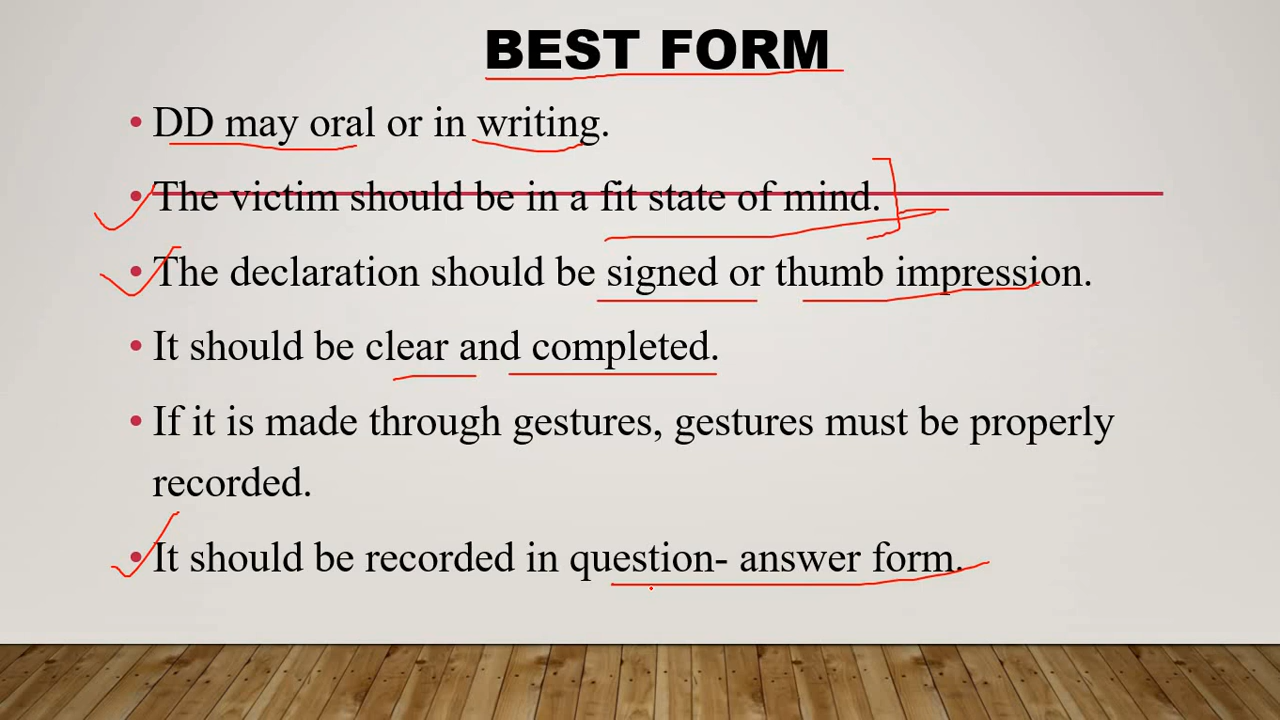 BEST FORM
• DD may oral or in writing.
• The victim should be in a fit state of mind.
• The declaration should be signed or thumb impression.
• It should be clear and completed.
• If it is made through gestures, gestures must be properly
recorded.
• It should be recorded in question- answer form.